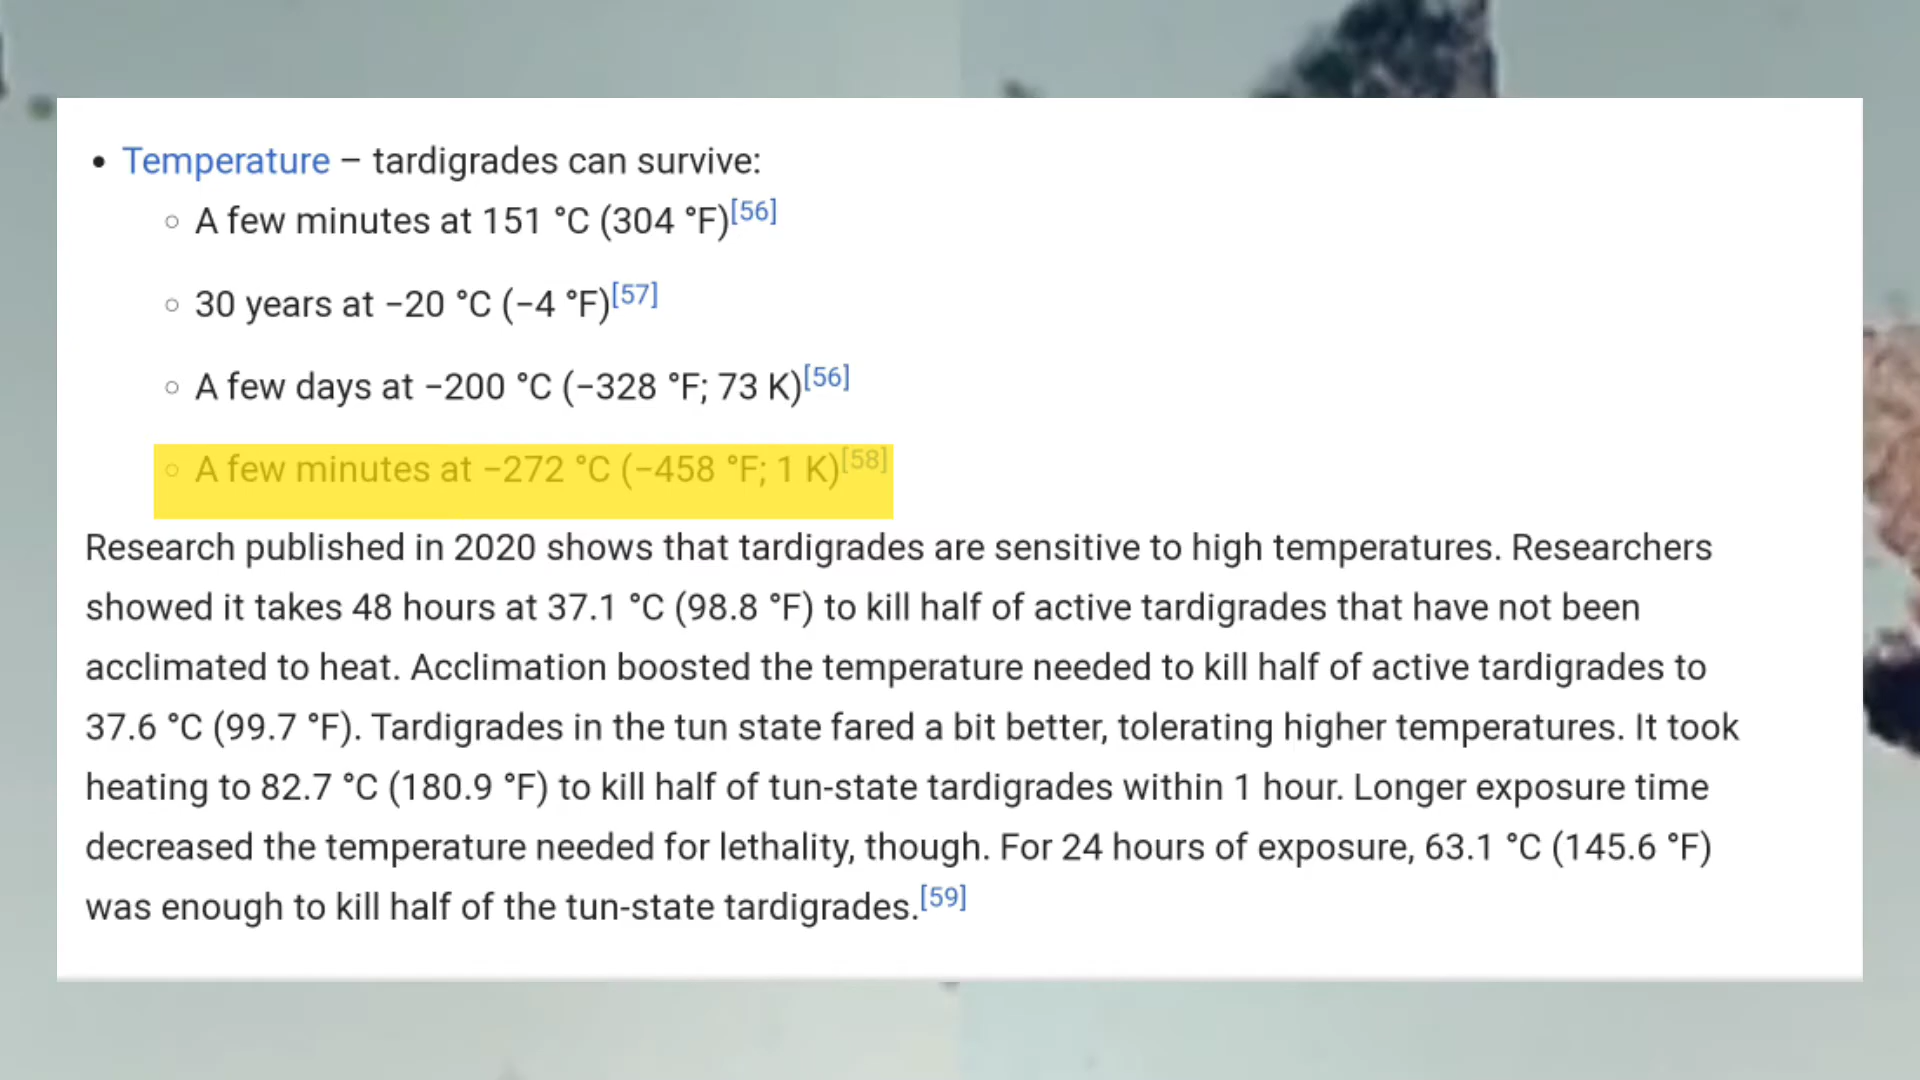 • Temperature – tardigrades can survive:
○ A few minutes at 151 °C (304 °F)[56]
○ 30 years at −20 °C (−4 °F)[57]
○ A few days at −200 °C (−328 °F; 73 K)[56]
○ A few minutes at −272 °C (−458 °F; 1 K)[58]
Research published in 2020 shows that tardigrades are sensitive to high temperatures. Researchers
showed it takes 48 hours at 37.1 °C (98.8 °F) to kill half of active tardigrades that have not been
acclimated to heat. Acclimation boosted the temperature needed to kill half of active tardigrades to
37.6 °C (99.7 °F). Tardigrades in the tun state fared a bit better, tolerating higher temperatures. It took
heating to 82.7 °C (180.9 °F) to kill half of tun-state tardigrades within 1 hour. Longer exposure time
decreased the temperature needed for lethality, though. For 24 hours of exposure, 63.1 °C (145.6 °F)
was enough to kill half of the tun-state tardigrades.[59]